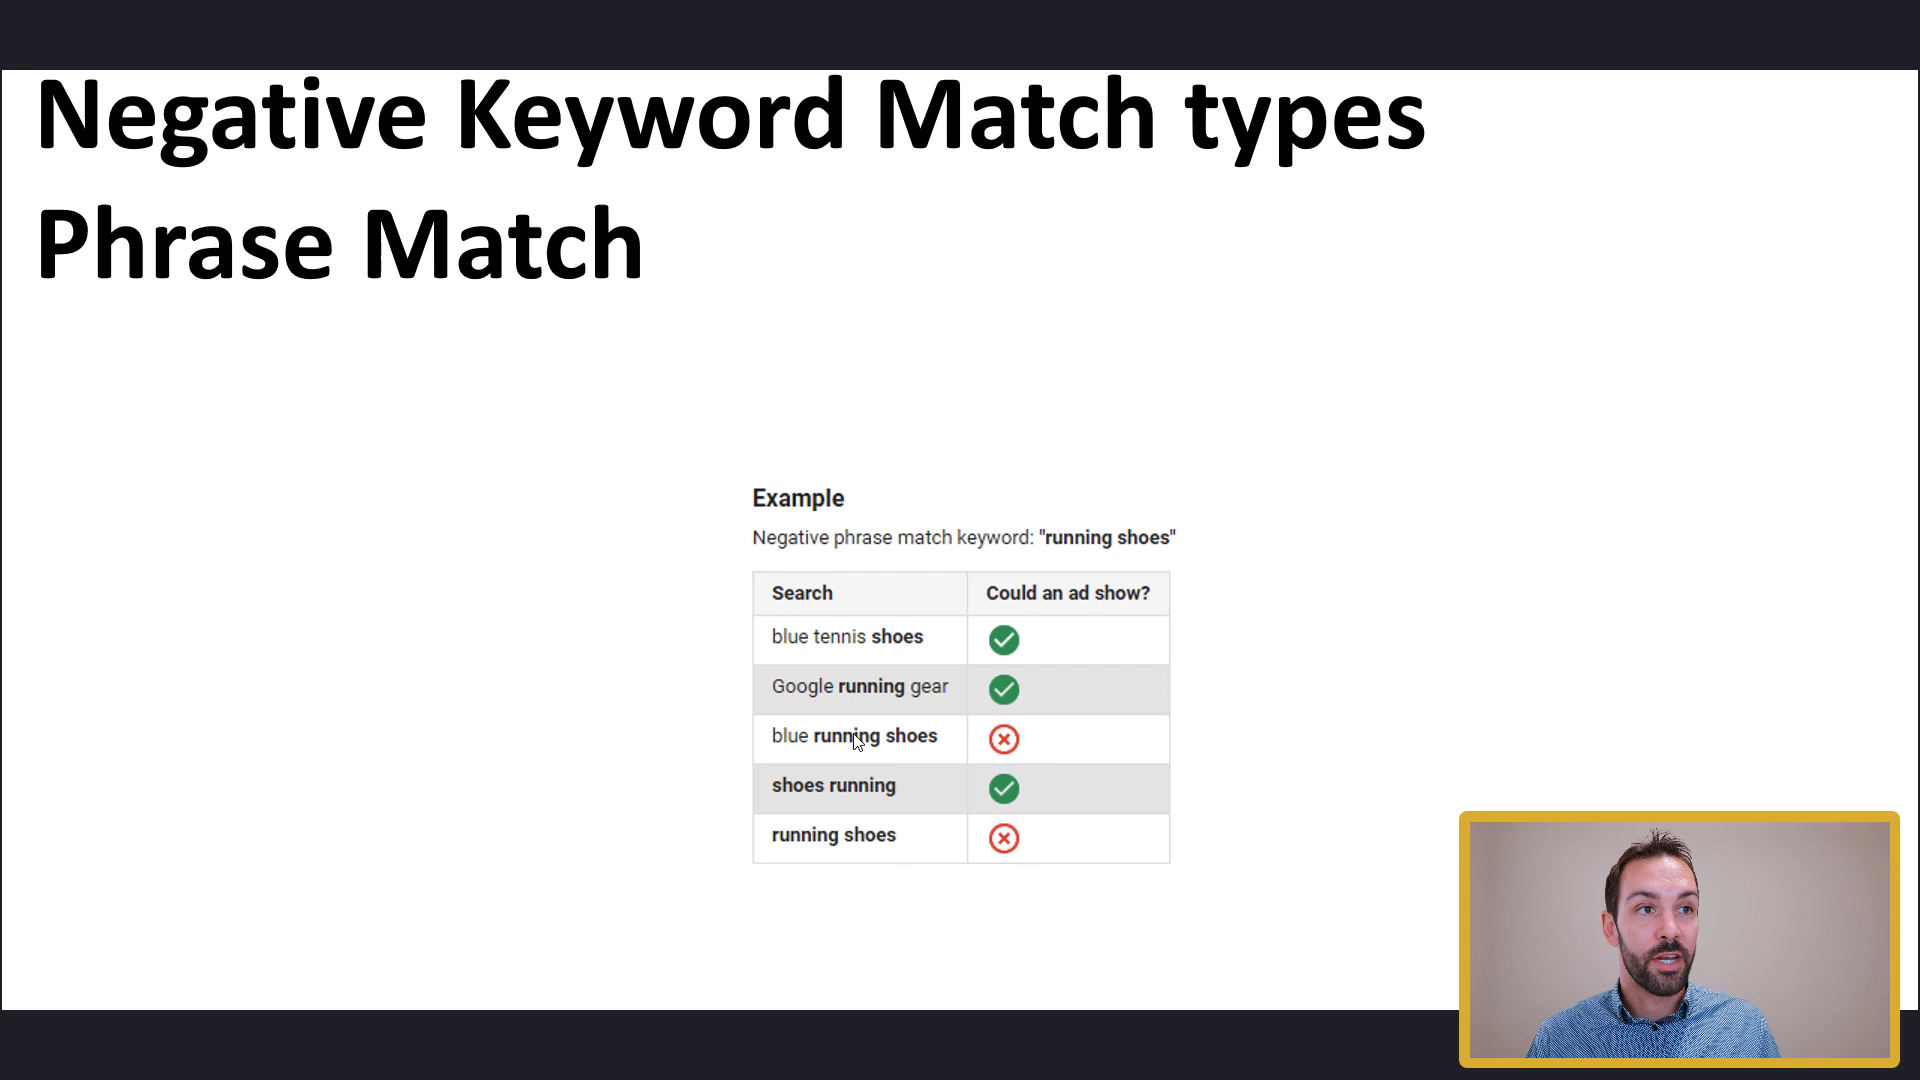 Negative Keyword Match types
Phrase Match
Example
Negative phrase match keyword: "running shoes"
Search Could an ad show?
blue tennis shoes
Google running gear
blue running shoes
shoes running
running shoes